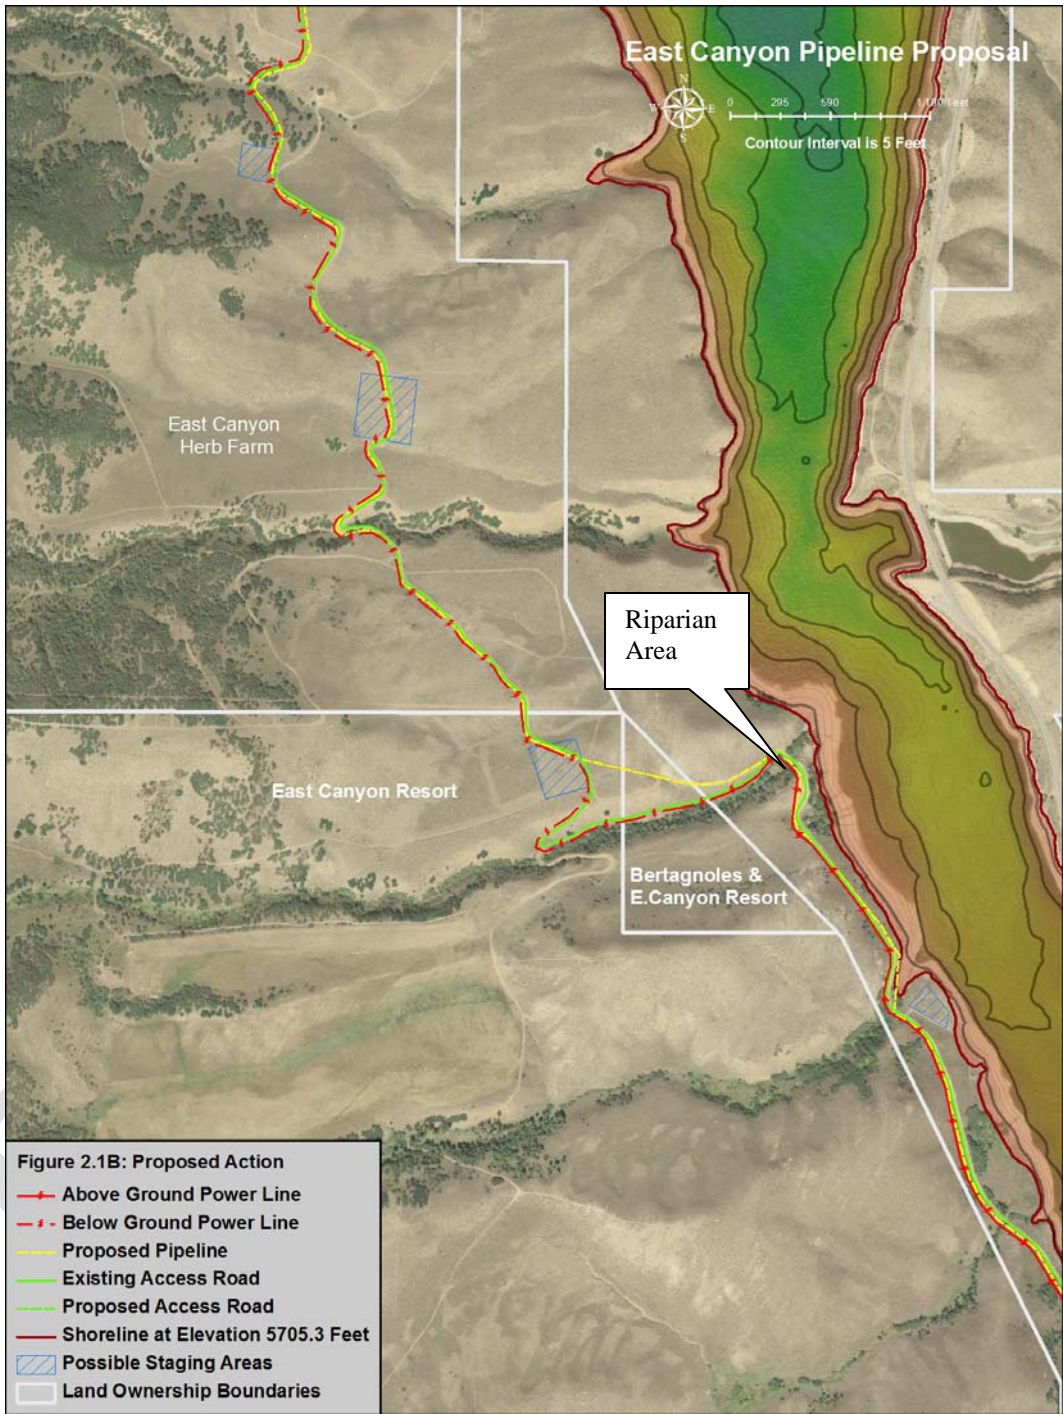 East Canyon Pipeline Proposal
N
W
E
S
0 295 590 1,180 Feet
Contour Interval is 5 Feet
East Canyon
Herb Farm
Riparian
Area
East Canyon Resort
Bertagnoles &
E.Canyon Resort
Figure 2.1B: Proposed Action
Above Ground Power Line
Below Ground Power Line
Proposed Pipeline
Existing Access Road
Proposed Access Road
Shoreline at Elevation 5705.3 Feet
Possible Staging Areas
Land Ownership Boundaries